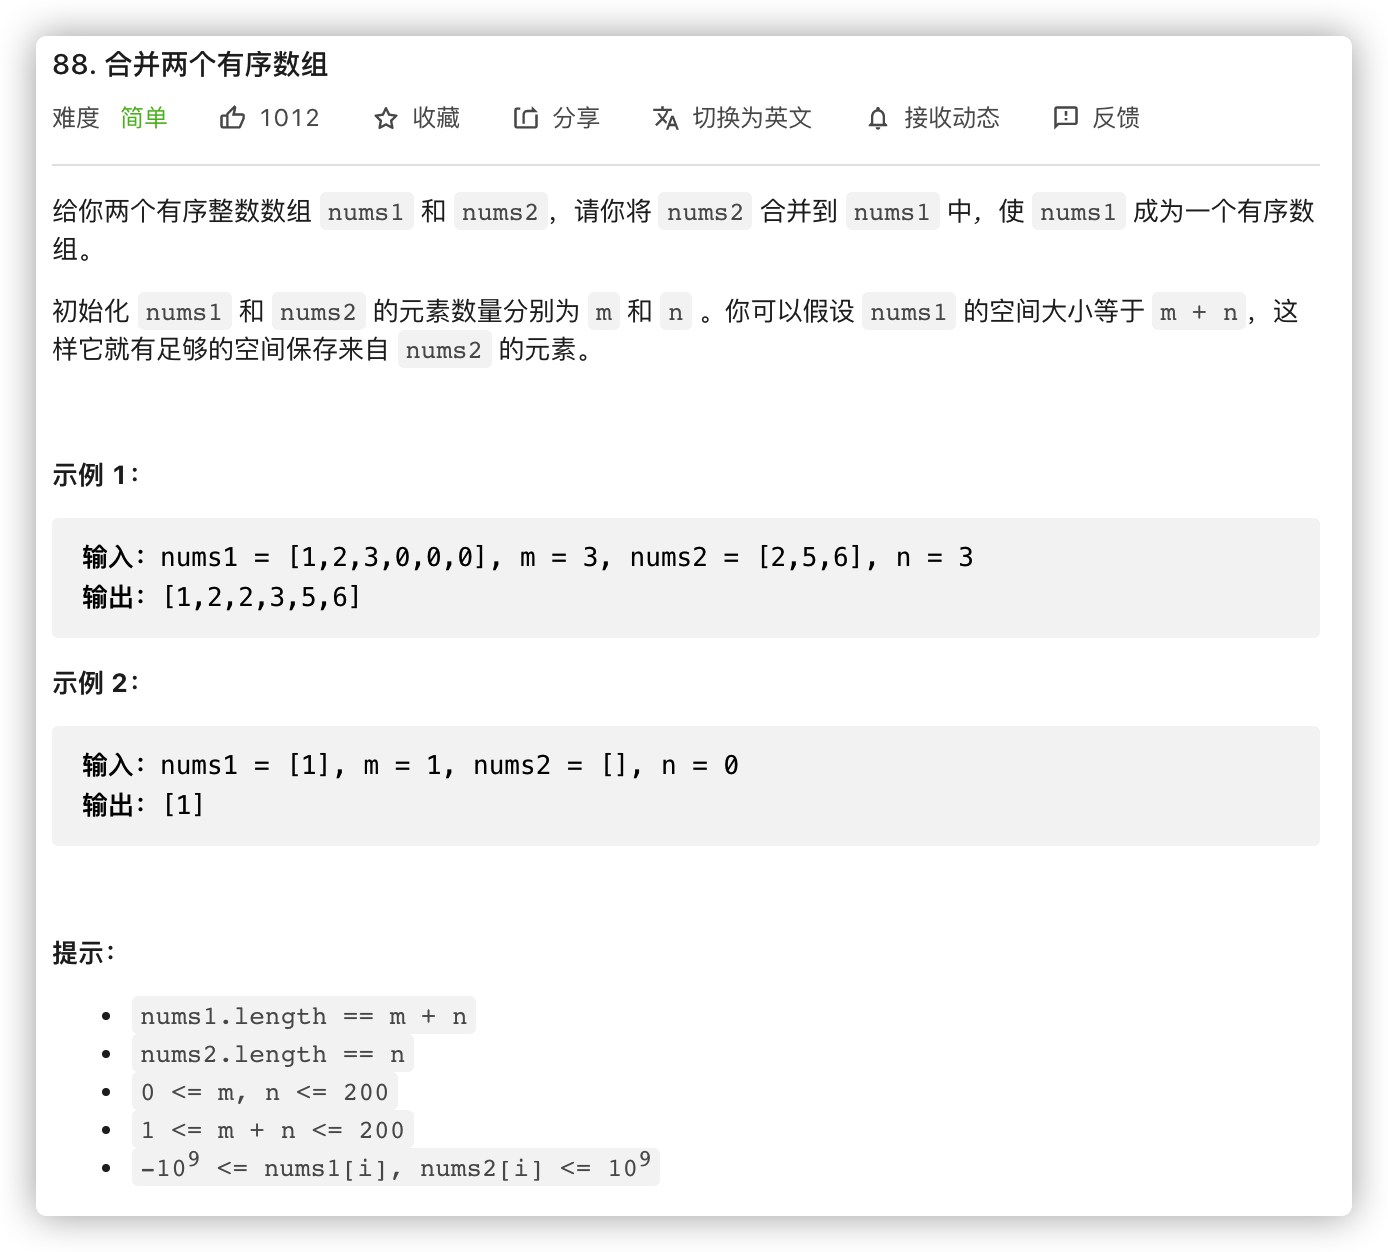 88. 合并两个有序数组
难度 简单 1012 收藏 分享 切换为英文 接收动态 反馈
给你两个有序整数数组 nums1 和 nums2，请你将 nums2 合并到 nums1 中，使 nums1 成为一个有序数
组。
初始化 nums1 和 nums2 的元素数量分别为 m 和 n 。你可以假设 nums1 的空间大小等于 m + n，这
样它就有足够的空间保存来自 nums2 的元素。
示例 1：
输入：nums1 = [1,2,3,0,0,0], m = 3, nums2 = [2,5,6], n = 3
输出：[1,2,2,3,5,6]
示例 2：
输入：nums1 = [1], m = 1, nums2 = [], n = 0
输出：[1]
提示：
• nums1.length == m + n
• nums2.length == n
• 0 <= m, n <= 200
• 1 <= m + n <= 200
• -10⁹ <= nums1[i], nums2[i] <= 10⁹